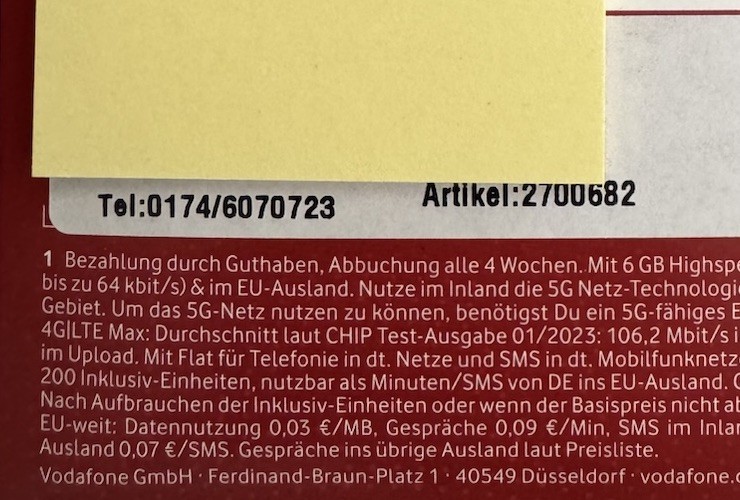 Tel:0174/6070723 Artikel:2700682
1 Bezahlung durch Guthaben, Abbuchung alle 4 Wochen. Mit 6 GB
bis zu 64 kbit/s) & im EU-Ausland. Nutze im Inland die 5G
Gebiet. Um das 5G-Netz nutzen zu können, benötigst Du ein 5G-fähiges
4G|LTE Max: Durchschnitt laut CHIP Test-Ausgabe 01/2023: 106,2 Mbit/s
im Upload. Mit Flat für Telefonie in dt. Netze und SMS in dt.
200 Inklusiv-Einheiten, nutzbar als Minuten/SMS von DE ins EU-Ausland.
Nach Aufbrauchen der Inklusiv-Einheiten oder wenn der Basispreis nicht
EU-weit: Datennutzung 0,03 €/MB, Gespräche 0,09 €/Min, SMS im
Ausland 0,07 €/SMS. Gespräche ins übrige Ausland laut Preisliste.
Vodafone GmbH · Ferdinand-Braun-Platz 1 · 40549 Düsseldorf ·